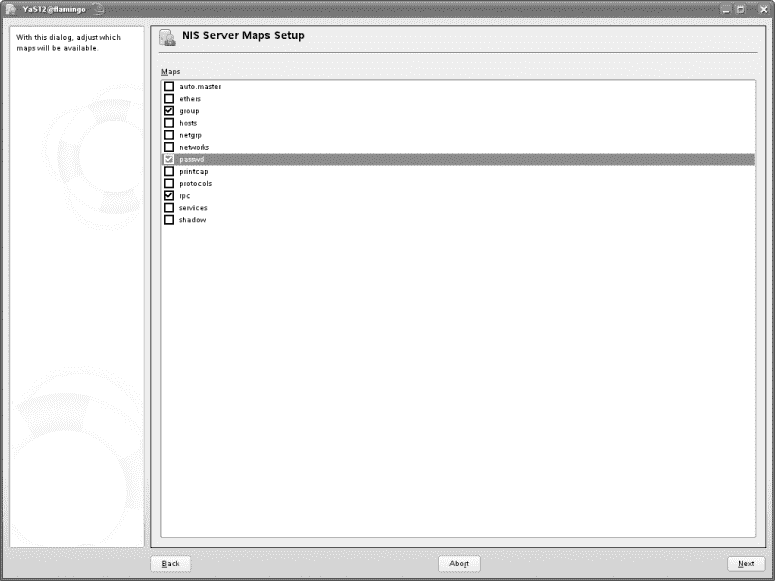 YaST2@flamingo
With this dialog, adjust which
maps will be available.
NIS Server Maps Setup
Maps
auto.master
ethers
group
hosts
netgrp
networks
passwd
printcap
protocols
rpc
services
shadow
Back
Abort
Next